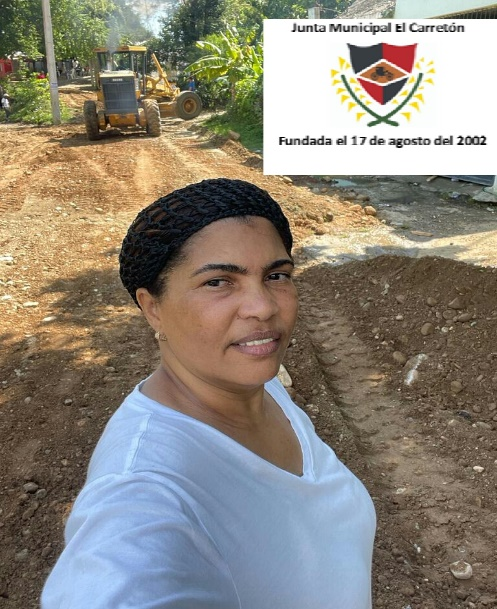 Junta Municipal El Carretón
Fundada el 17 de agosto del 2002